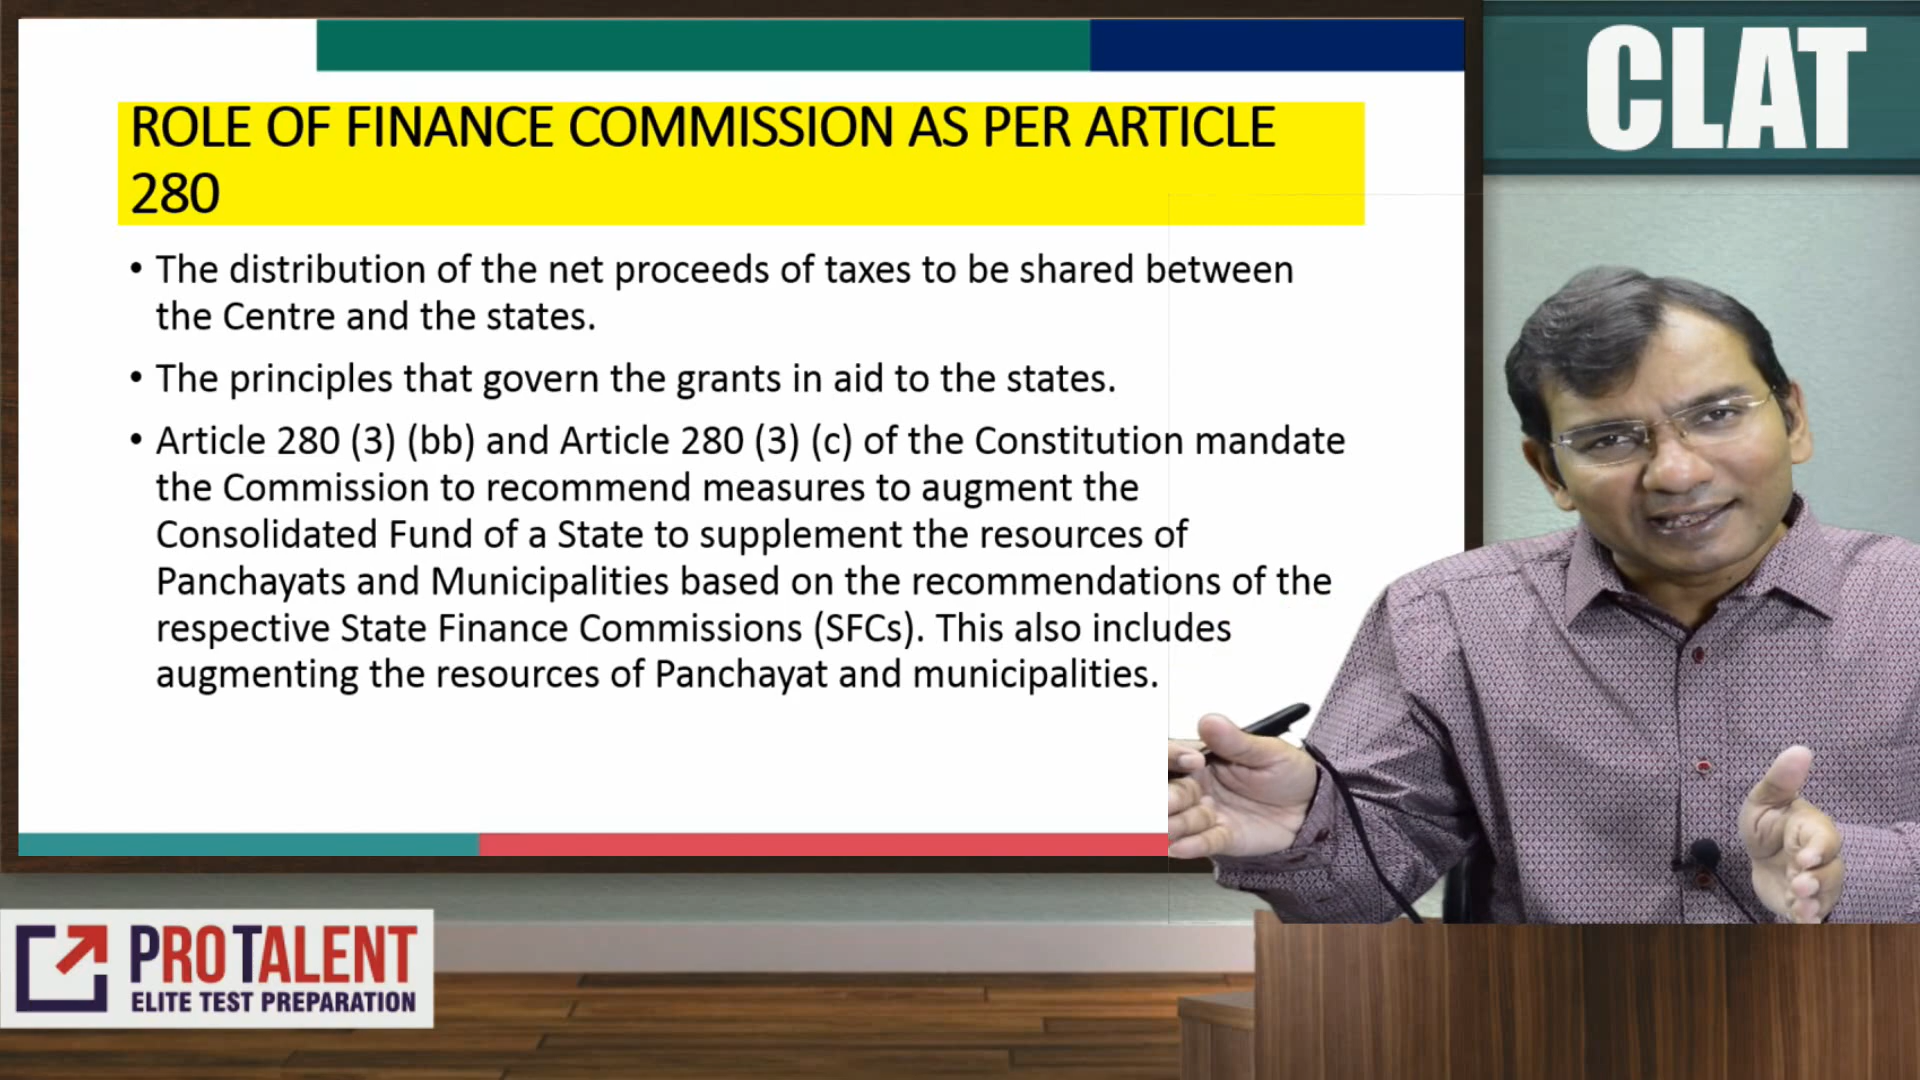 CLAT
ROLE OF FINANCE COMMISSION AS PER ARTICLE
280
• The distribution of the net proceeds of taxes to be shared between
the Centre and the states.
• The principles that govern the grants in aid to the states.
• Article 280 (3) (bb) and Article 280 (3) (c) of the Constitution mandate
the Commission to recommend measures to augment the
Consolidated Fund of a State to supplement the resources of
Panchayats and Municipalities based on the recommendations of the
respective State Finance Commissions (SFCs). This also includes
augmenting the resources of Panchayat and municipalities.
PROTALENT
ELITE TEST PREPARATION